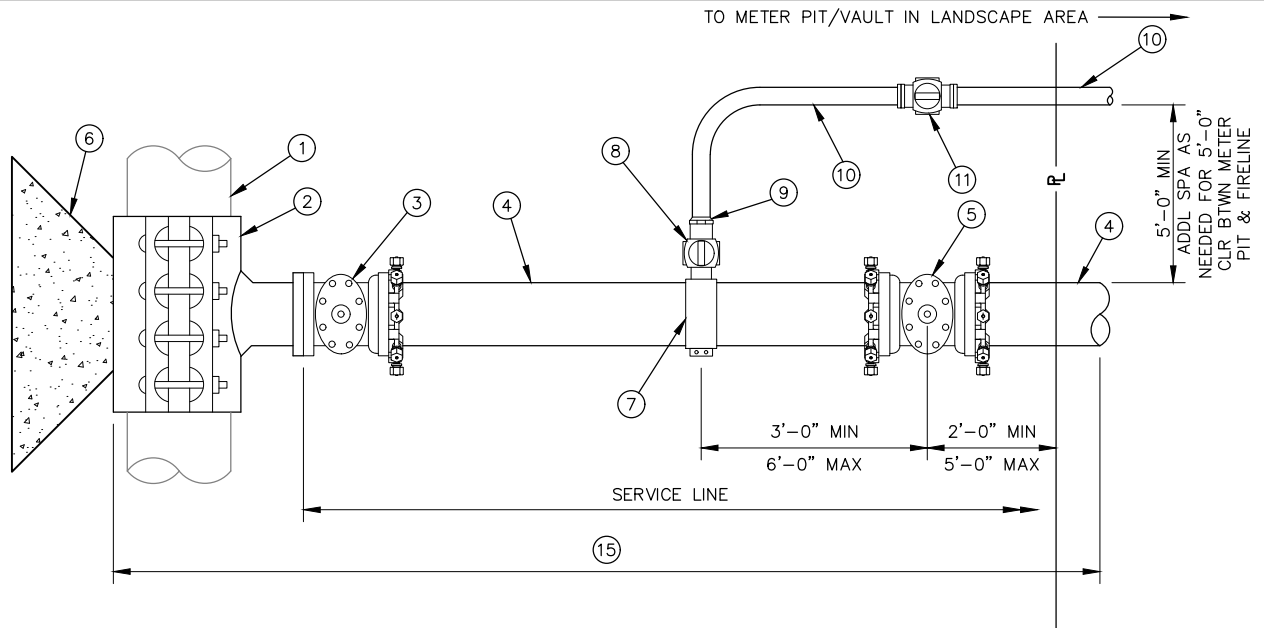 TO METER PIT/VAULT IN LANDSCAPE AREA
10
6
1
8
9
10
11
5'-0" MIN
ADDL SPA AS
NEEDED FOR 5'-0"
CLR BTWN METER
PIT & FIRELINE
PL
2
3
4
5
4
7
3'-0" MIN
6'-0" MAX
2'-0" MIN
5'-0" MAX
SERVICE LINE
15